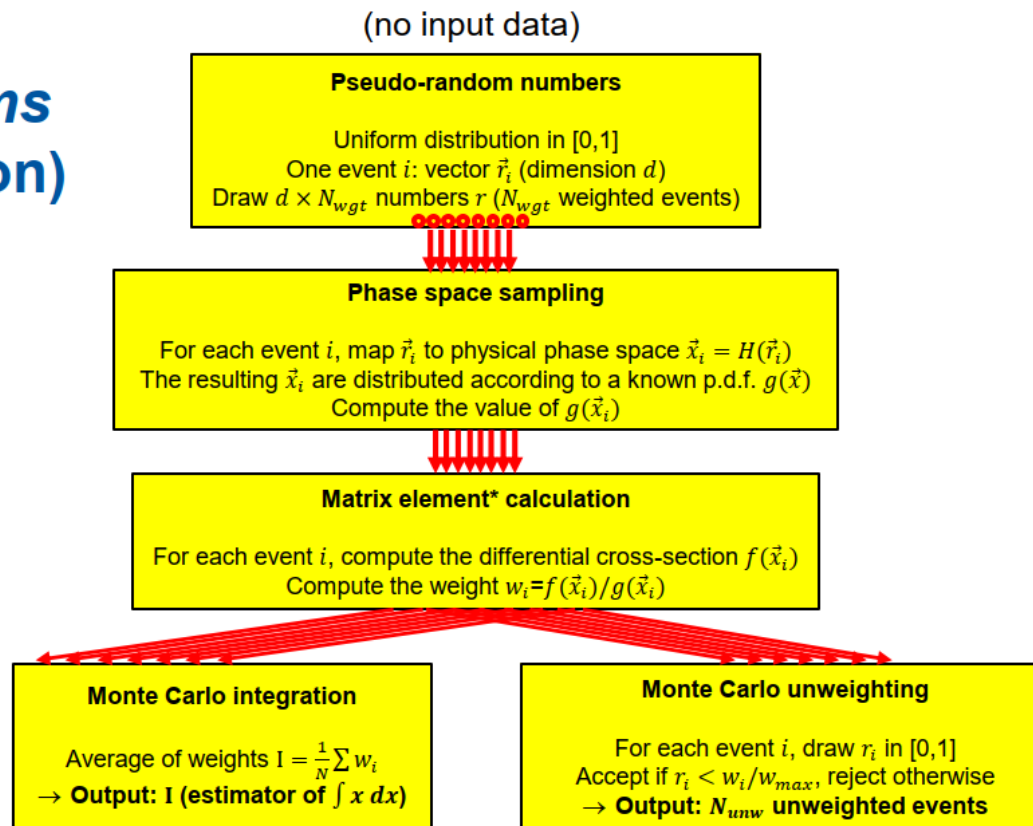 (no input data)
ns
on)
Pseudo-random numbers
Uniform distribution in [0,1]
One event i: vector r⃗ᵢ (dimension d)
Draw d × N_wgt numbers r (N_wgt weighted events)
Phase space sampling
For each event i, map r⃗ᵢ to physical phase space x⃗ᵢ = H(r⃗ᵢ)
The resulting x⃗ᵢ are distributed according to a known p.d.f. g(x⃗)
Compute the value of g(x⃗ᵢ)
Matrix element* calculation
For each event i, compute the differential cross-section f(x⃗ᵢ)
Compute the weight wᵢ=f(x⃗ᵢ)/g(x⃗ᵢ)
Monte Carlo integration
Average of weights I = 1/N ∑ wᵢ
→ Output: I (estimator of ∫ x dx)
Monte Carlo unweighting
For each event i, draw rᵢ in [0,1]
Accept if rᵢ < wᵢ/w_max, reject otherwise
→ Output: N_unw unweighted events